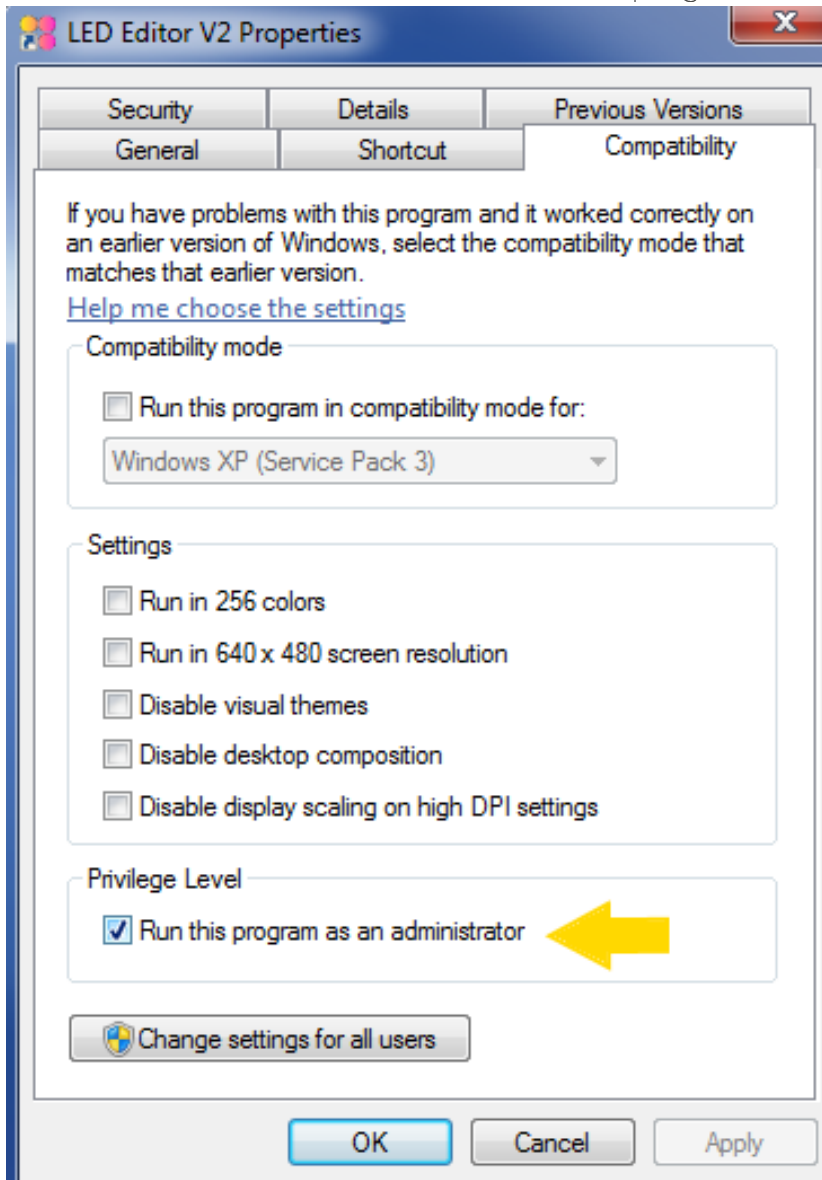 LED Editor V2 Properties
Security Details Previous Versions
General Shortcut Compatibility
If you have problems with this program and it worked correctly on
an earlier version of Windows, select the compatibility mode that
matches that earlier version.
Help me choose the settings
Compatibility mode
Run this program in compatibility mode for:
Windows XP (Service Pack 3)
Settings
Run in 256 colors
Run in 640 x 480 screen resolution
Disable visual themes
Disable desktop composition
Disable display scaling on high DPI settings
Privilege Level
Run this program as an administrator
Change settings for all users
OK Cancel Apply